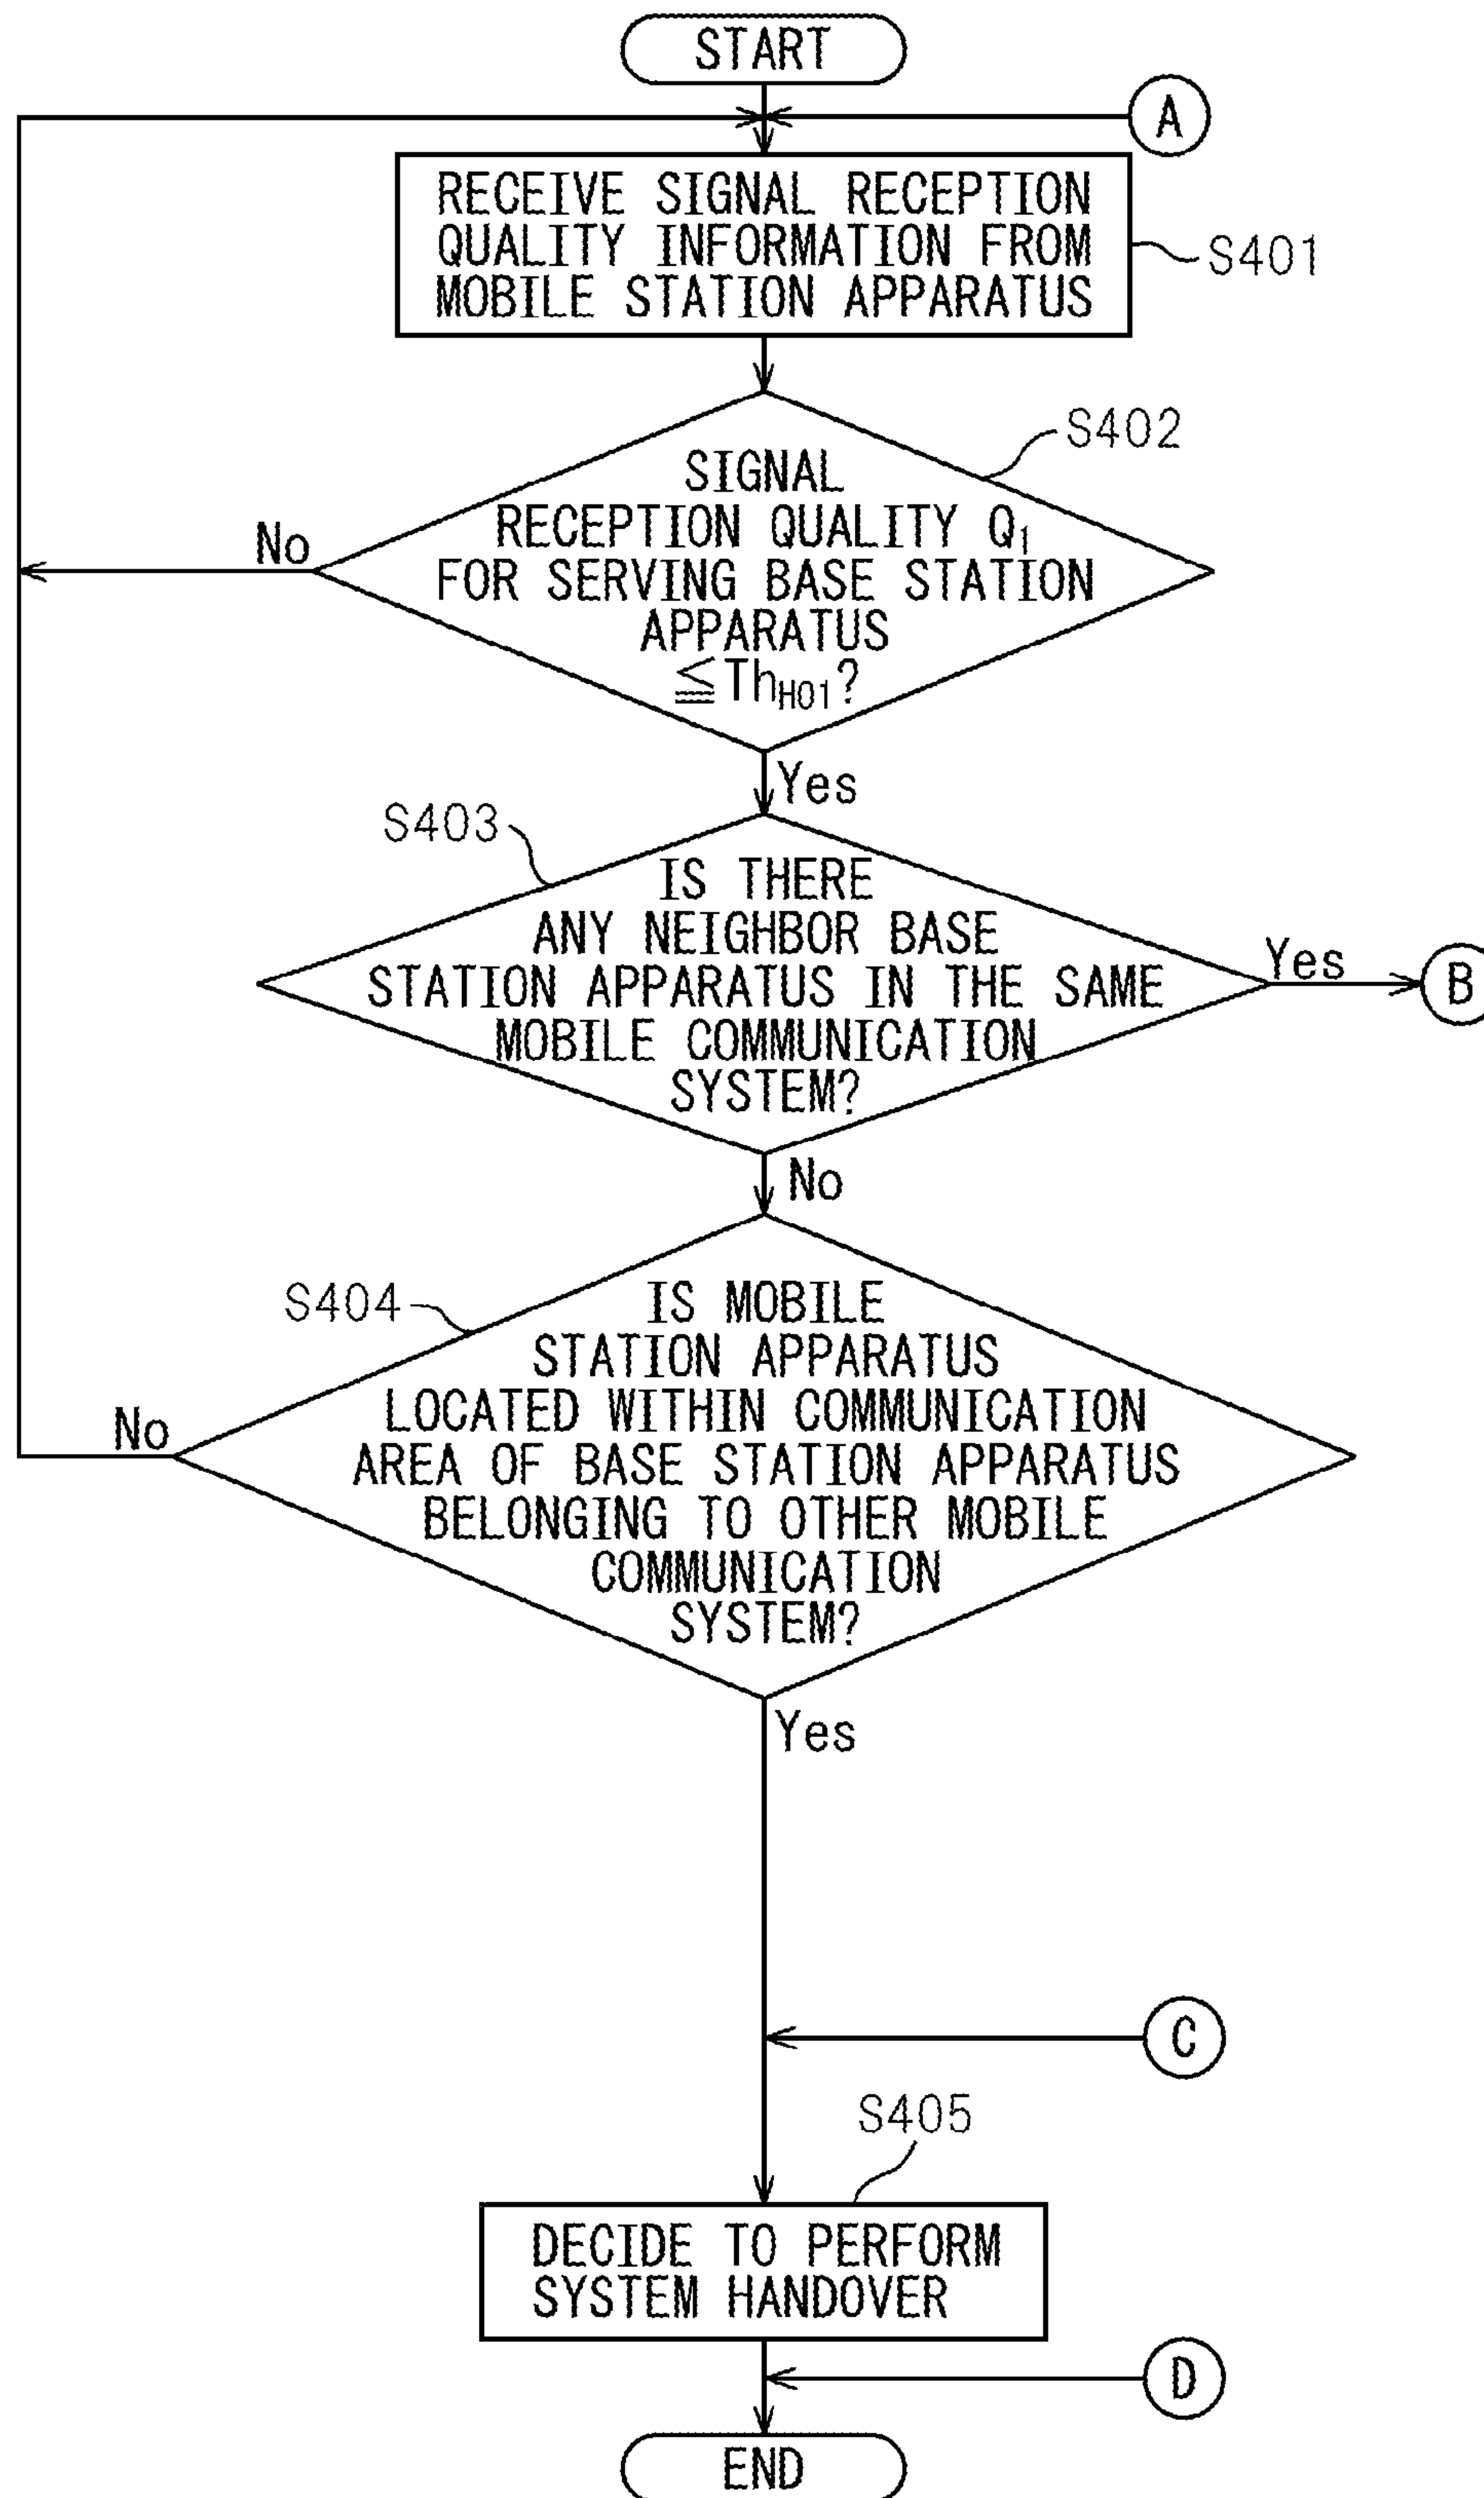 START
A
RECEIVE SIGNAL RECEPTION
QUALITY INFORMATION FROM
MOBILE STATION APPARATUS
S401
S402
SIGNAL
RECEPTION QUALITY Q1
FOR SERVING BASE STATION
APPARATUS
≦ThHO1?
No
Yes
S403
IS THERE
ANY NEIGHBOR BASE
STATION APPARATUS IN THE SAME
MOBILE COMMUNICATION
SYSTEM?
Yes
B
No
S404
IS MOBILE
STATION APPARATUS
LOCATED WITHIN COMMUNICATION
AREA OF BASE STATION APPARATUS
BELONGING TO OTHER MOBILE
COMMUNICATION
SYSTEM?
No
Yes
C
S405
DECIDE TO PERFORM
SYSTEM HANDOVER
D
END